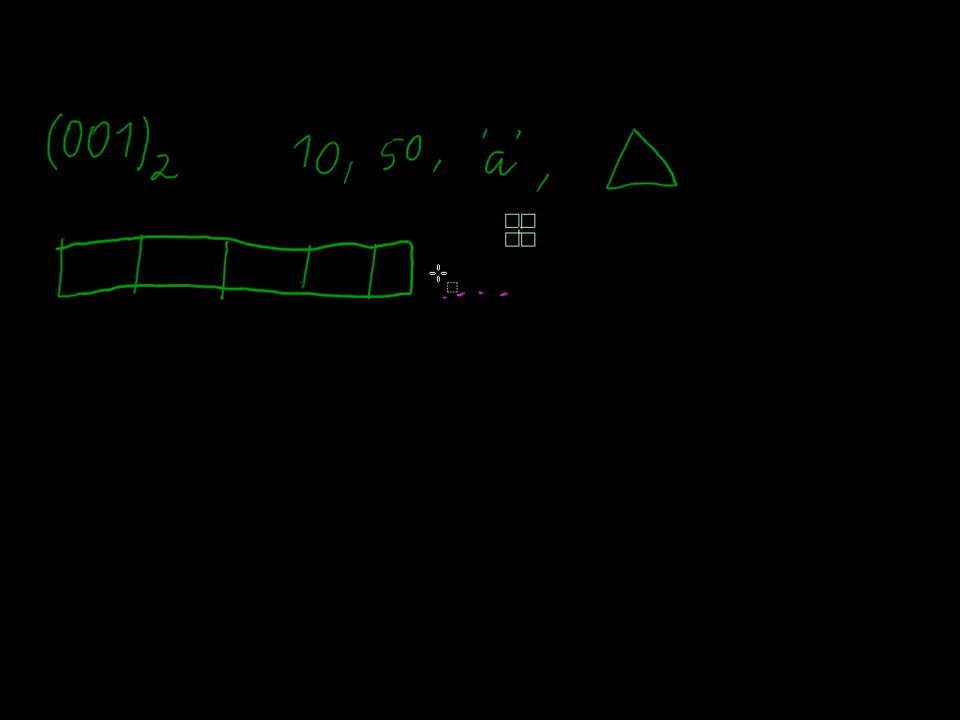 (001)₂ 10, 50, 'a',